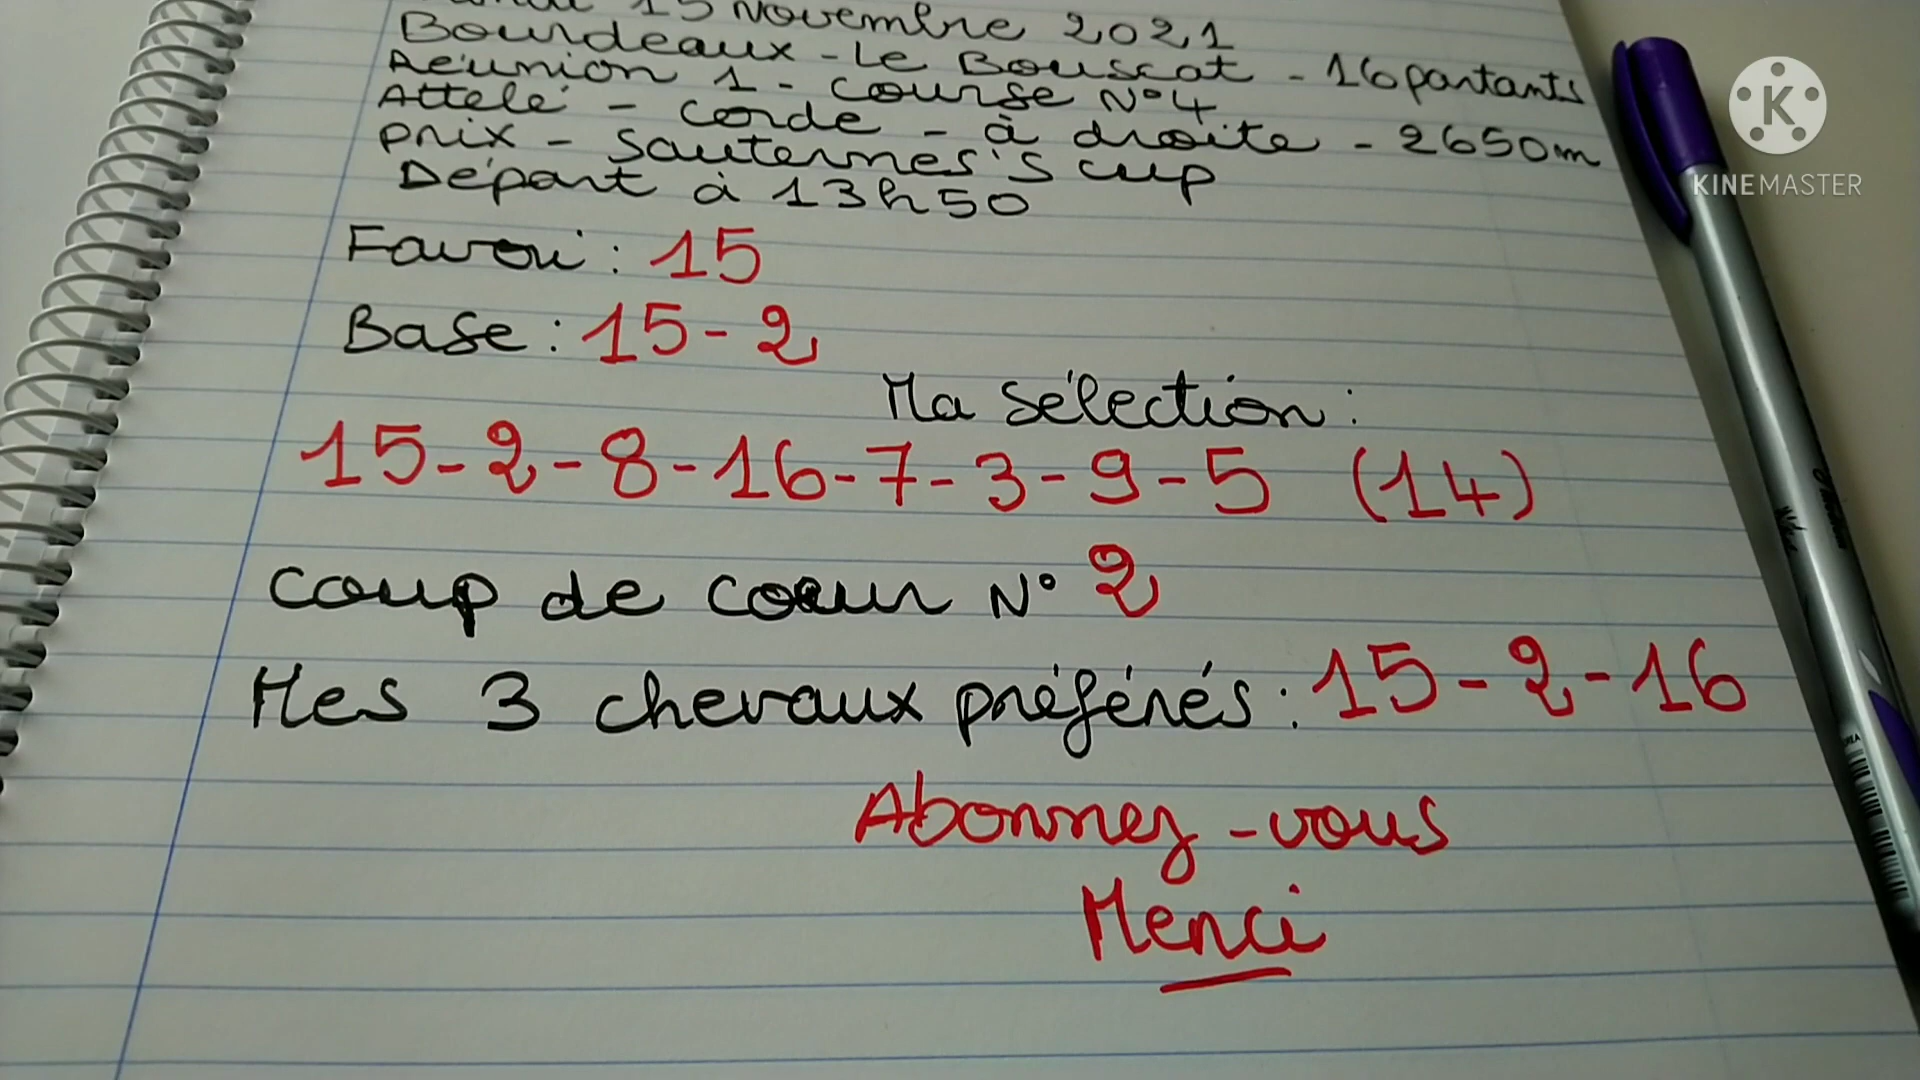 15 Novembre 2021
Bourdeaux - Le Bouscat - 16 partants
Réunion 1 - Course N°4
Attelé - Corde - à droite - 2650m
Prix - Sauternes's Cup
Départ à 13h50
Favori : 15
Base : 15 - 2
Ma sélection :
15 - 2 - 8 - 16 - 7 - 3 - 9 - 5 (14)
Coup de cœur N° 2
Mes 3 chevaux préférés : 15 - 2 - 16
Abonnez-vous
Merci
K
KINEMASTER